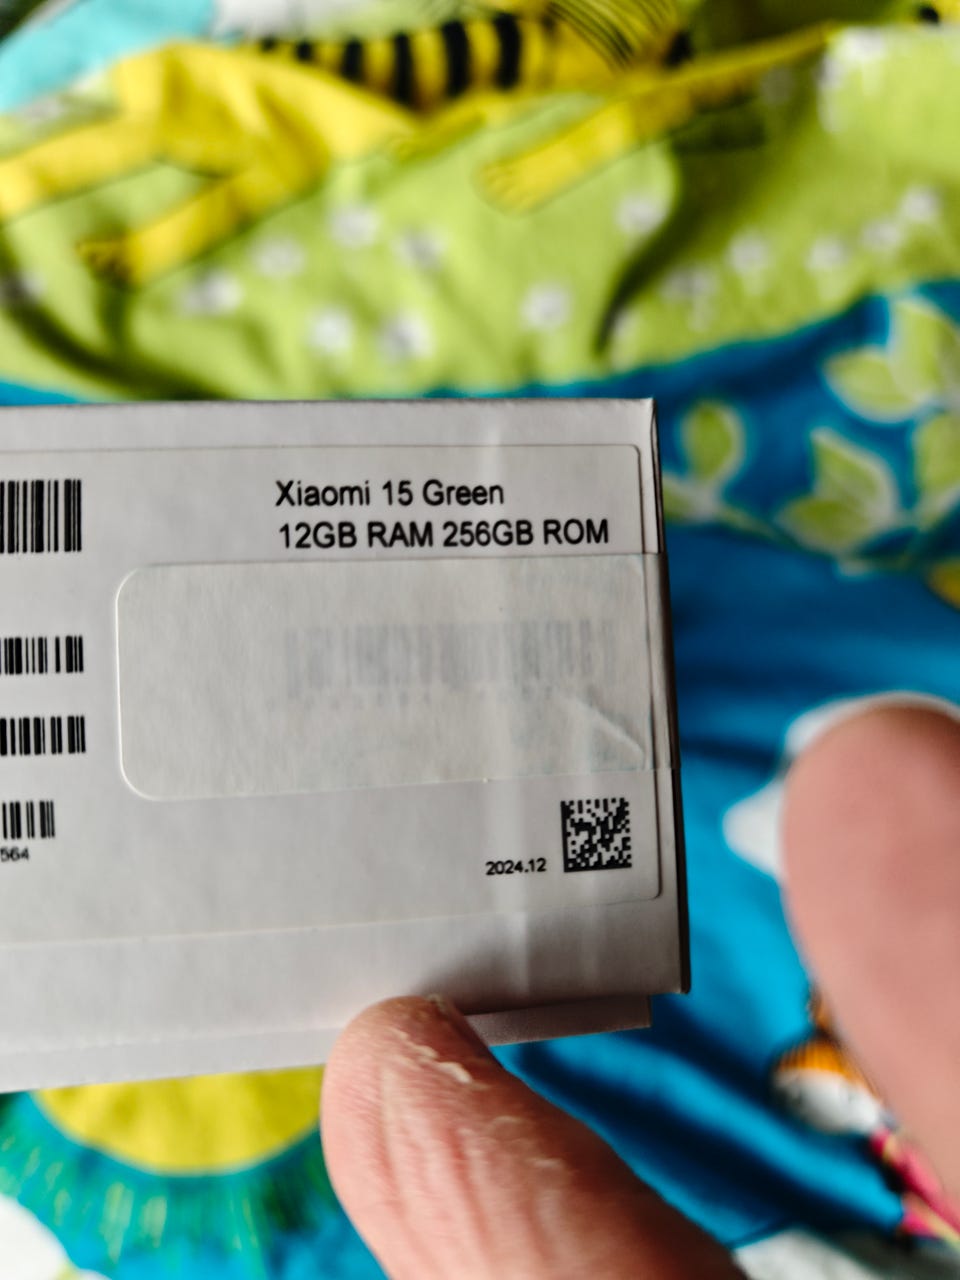 Xiaomi 15 Green
12GB RAM 256GB ROM
564
2024.12